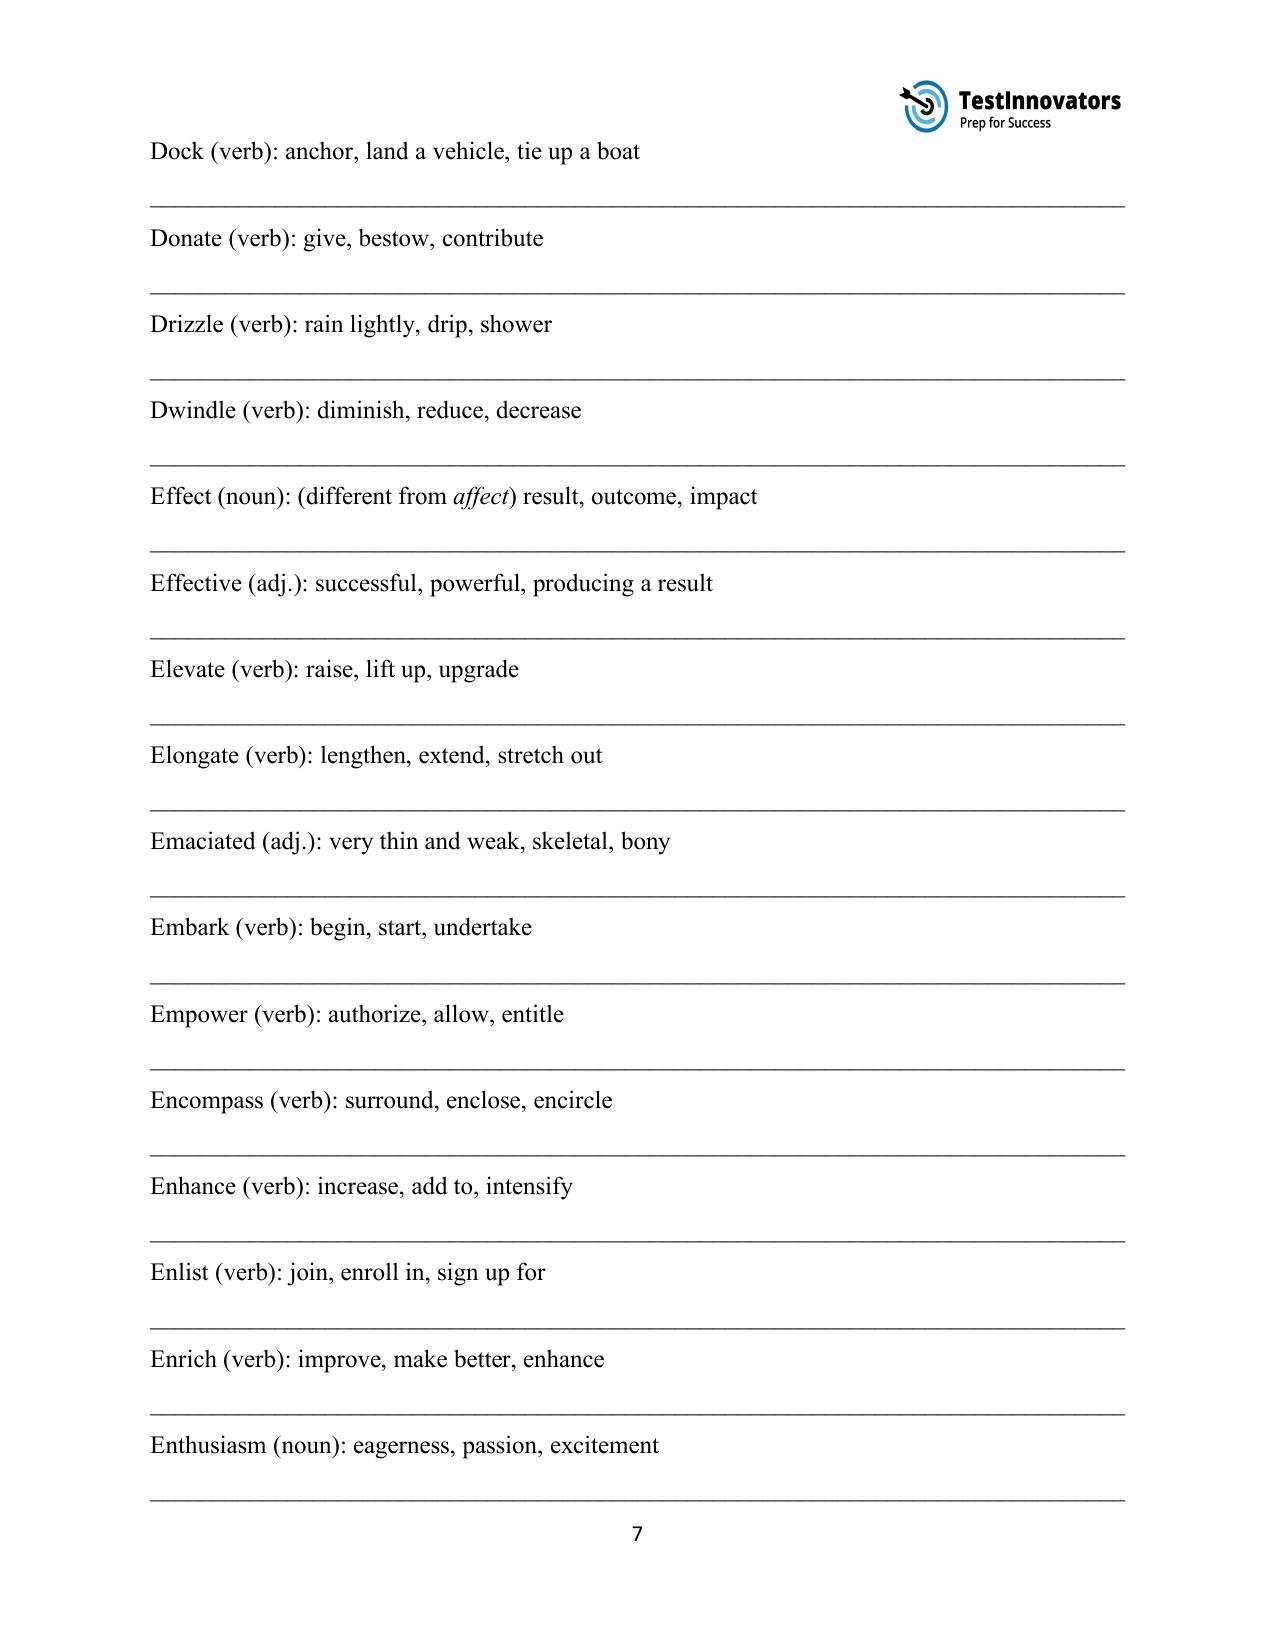 TestInnovators
Prep for Success
Dock (verb): anchor, land a vehicle, tie up a boat
Donate (verb): give, bestow, contribute
Drizzle (verb): rain lightly, drip, shower
Dwindle (verb): diminish, reduce, decrease
Effect (noun): (different from affect) result, outcome, impact
Effective (adj.): successful, powerful, producing a result
Elevate (verb): raise, lift up, upgrade
Elongate (verb): lengthen, extend, stretch out
Emaciated (adj.): very thin and weak, skeletal, bony
Embark (verb): begin, start, undertake
Empower (verb): authorize, allow, entitle
Encompass (verb): surround, enclose, encircle
Enhance (verb): increase, add to, intensify
Enlist (verb): join, enroll in, sign up for
Enrich (verb): improve, make better, enhance
Enthusiasm (noun): eagerness, passion, excitement
7